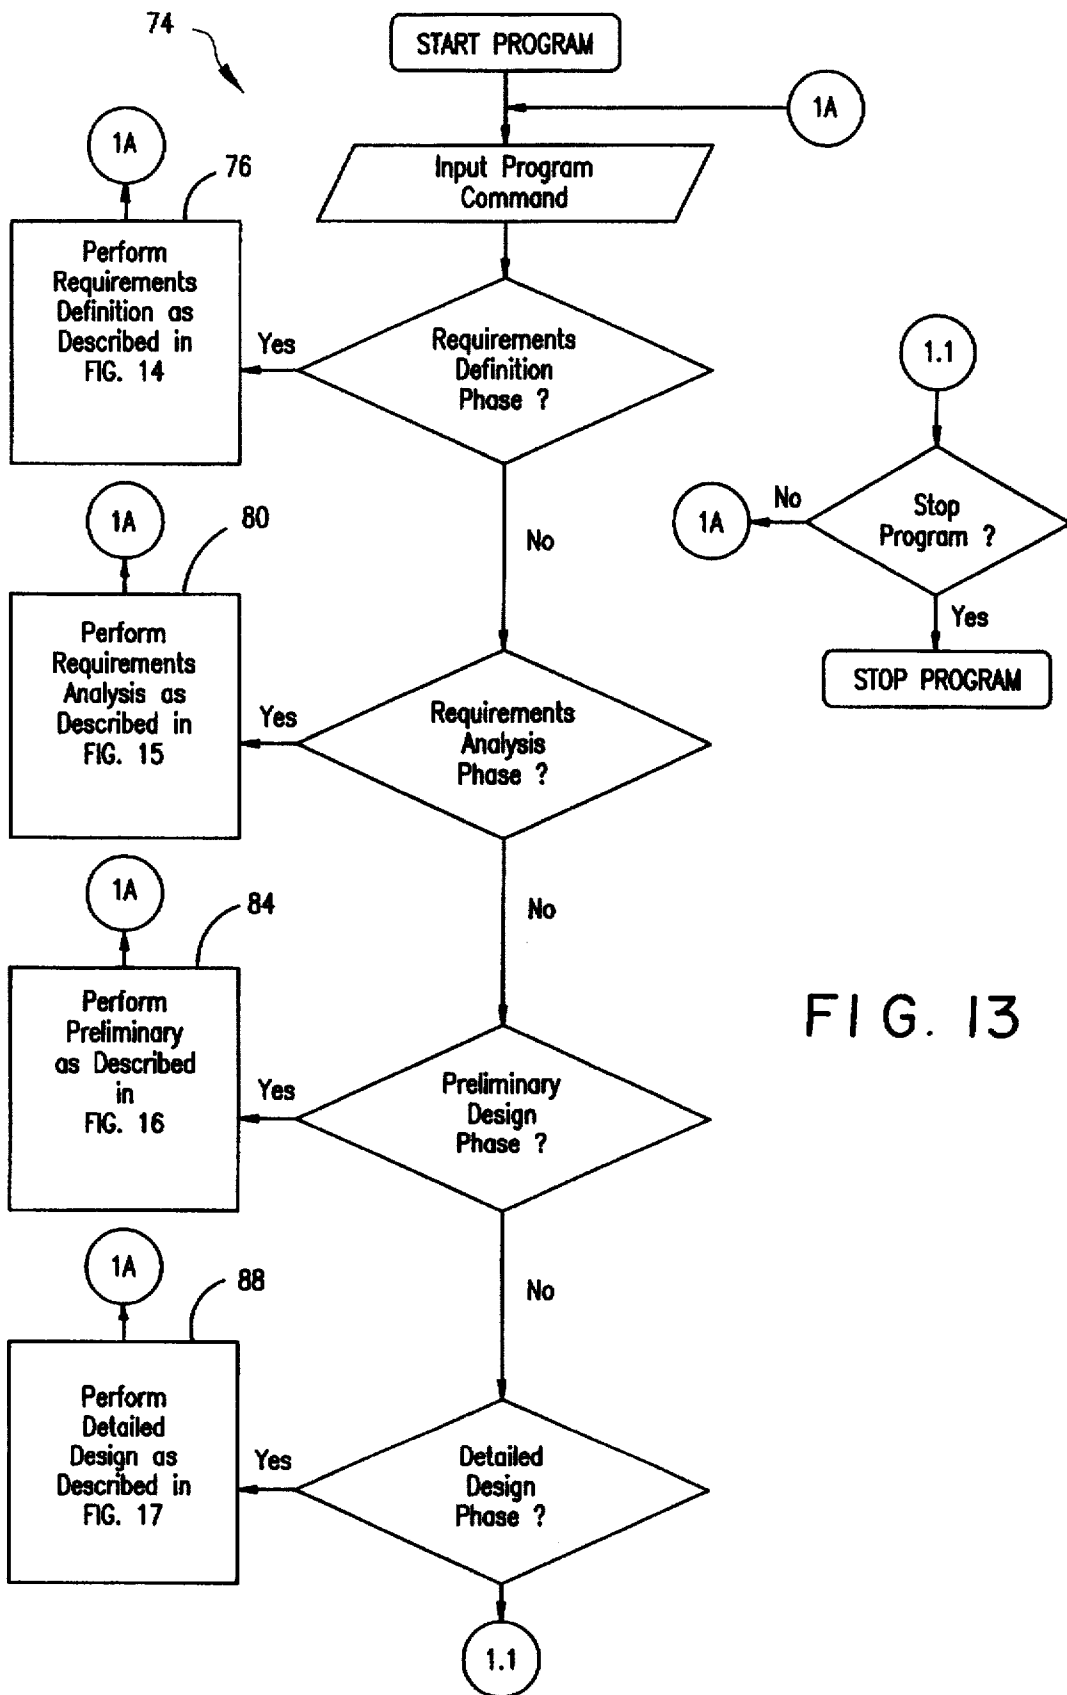 74
START PROGRAM
1A
1A
76
Input Program
Command
Perform
Requirements
Definition as
Described in
FIG. 14
Yes
Requirements
Definition
Phase ?
1.1
No
1A
No
Stop
Program ?
Yes
STOP PROGRAM
1A
80
Perform
Requirements
Analysis as
Described in
FIG. 15
Yes
Requirements
Analysis
Phase ?
No
1A
84
Perform
Preliminary
as Described
in
FIG. 16
Yes
Preliminary
Design
Phase ?
FIG. 13
No
1A
88
Perform
Detailed
Design as
Described in
FIG. 17
Yes
Detailed
Design
Phase ?
1.1